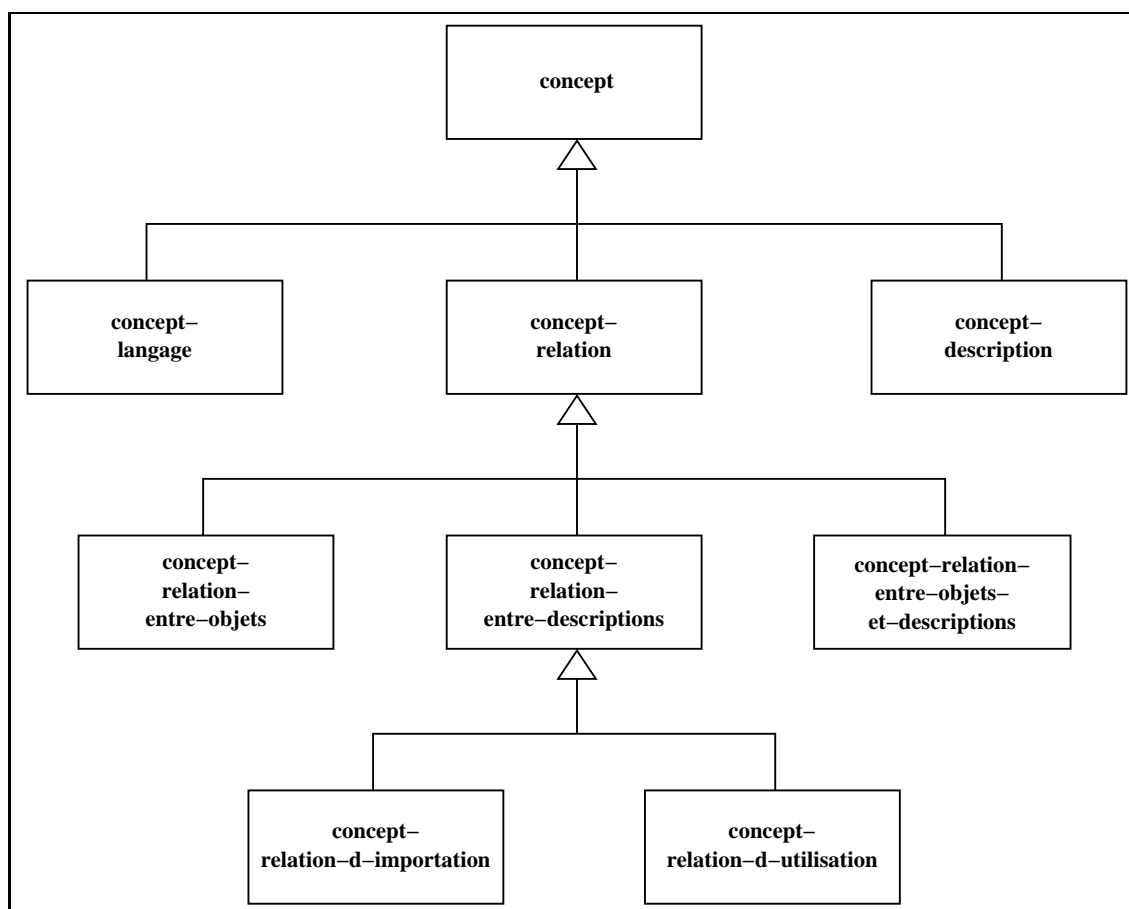 concept
concept−
langage
concept−
relation
concept−
description
concept−
relation−
entre−objets
concept−
relation−
entre−descriptions
concept−relation−
entre−objets−
et−descriptions
concept−
relation−d−importation
concept−
relation−d−utilisation